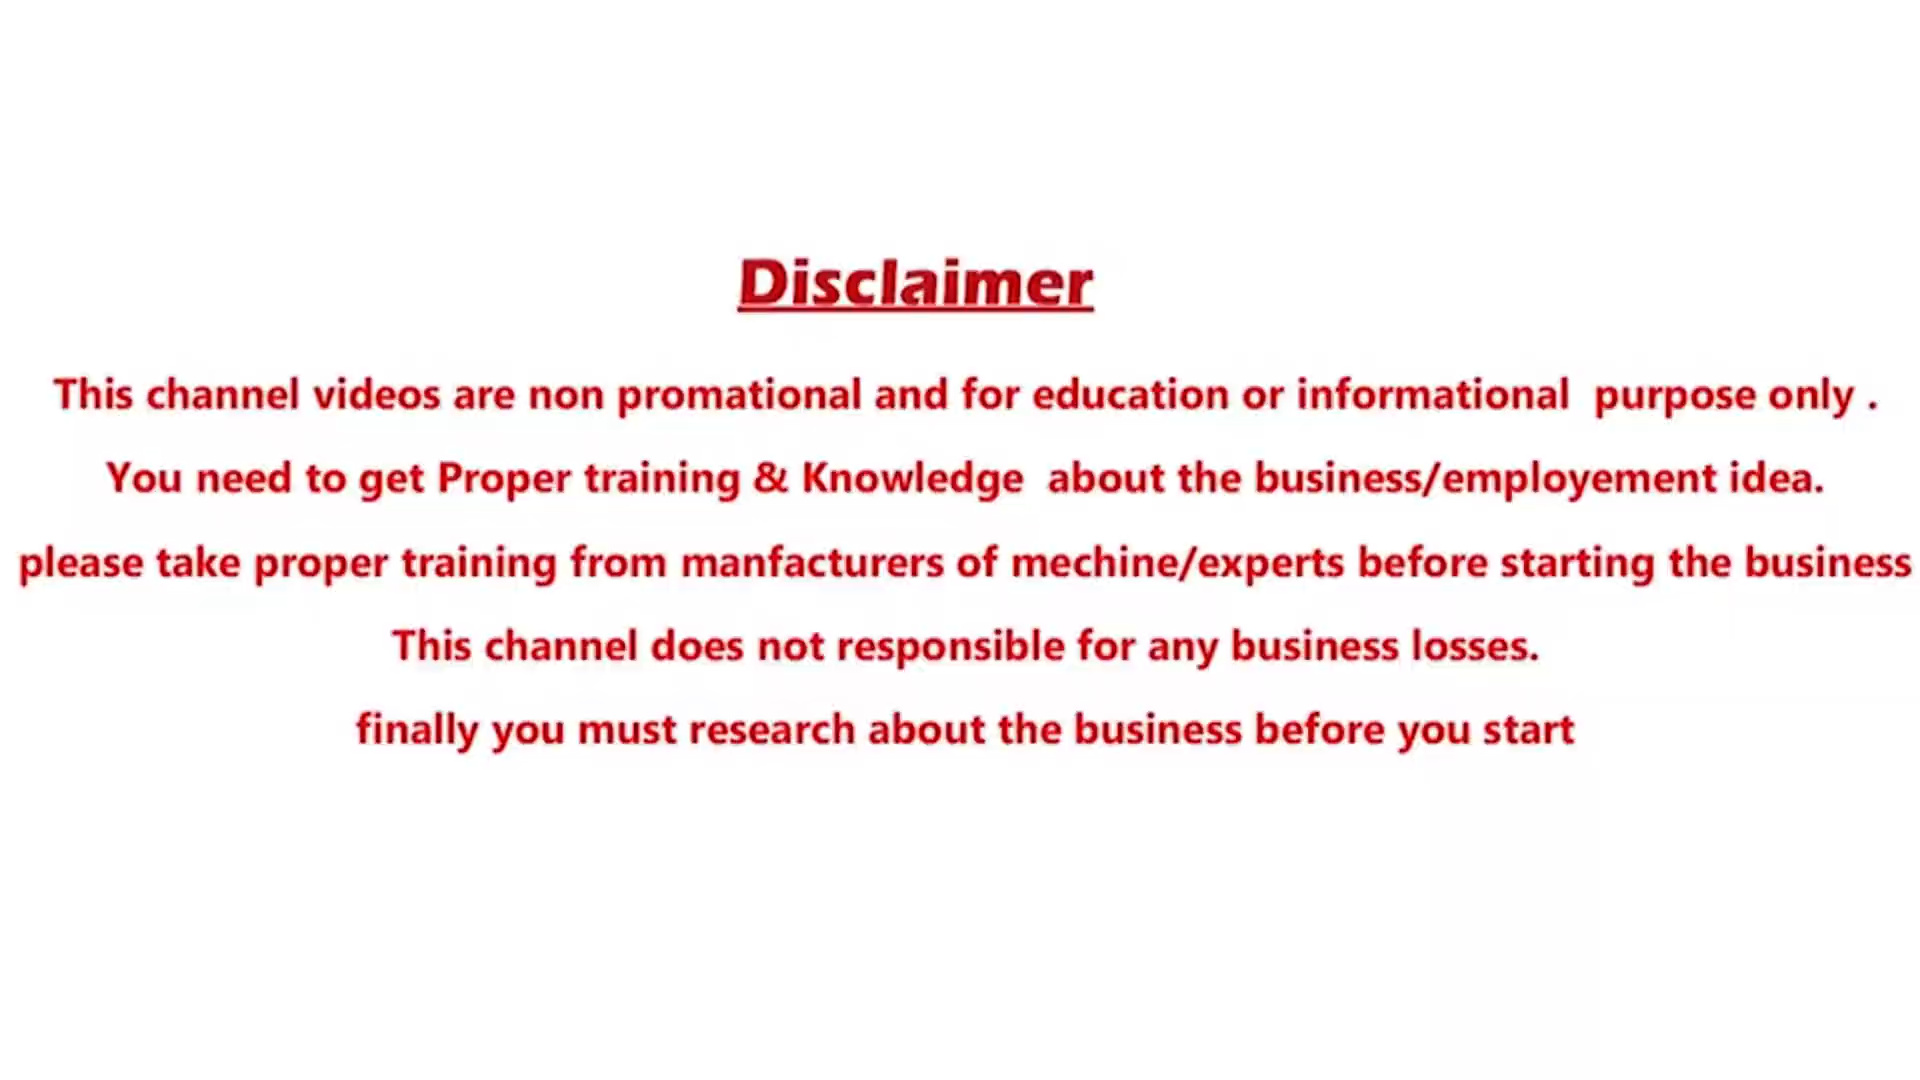 Disclaimer
This channel videos are non promational and for education or informational purpose only .
You need to get Proper training & Knowledge about the business/employement idea.
please take proper training from manfacturers of mechine/experts before starting the business
This channel does not responsible for any business losses.
finally you must research about the business before you start